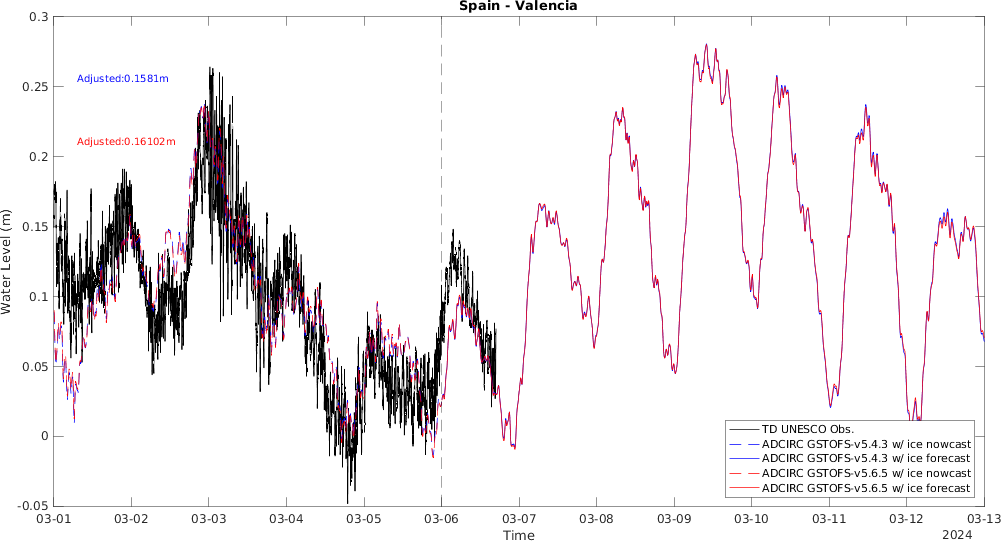 Spain - Valencia
0.3
0.25
0.2
0.15
0.1
0.05
0
-0.05
Water Level (m)
Adjusted:0.1581m
Adjusted:0.16102m
TD UNESCO Obs.
ADCIRC GSTOFS-v5.4.3 w/ ice nowcast
ADCIRC GSTOFS-v5.4.3 w/ ice forecast
ADCIRC GSTOFS-v5.6.5 w/ ice nowcast
ADCIRC GSTOFS-v5.6.5 w/ ice forecast
03-01 03-02 03-03 03-04 03-05 03-06 03-07 03-08 03-09 03-10 03-11 03-12 03-13
Time
2024